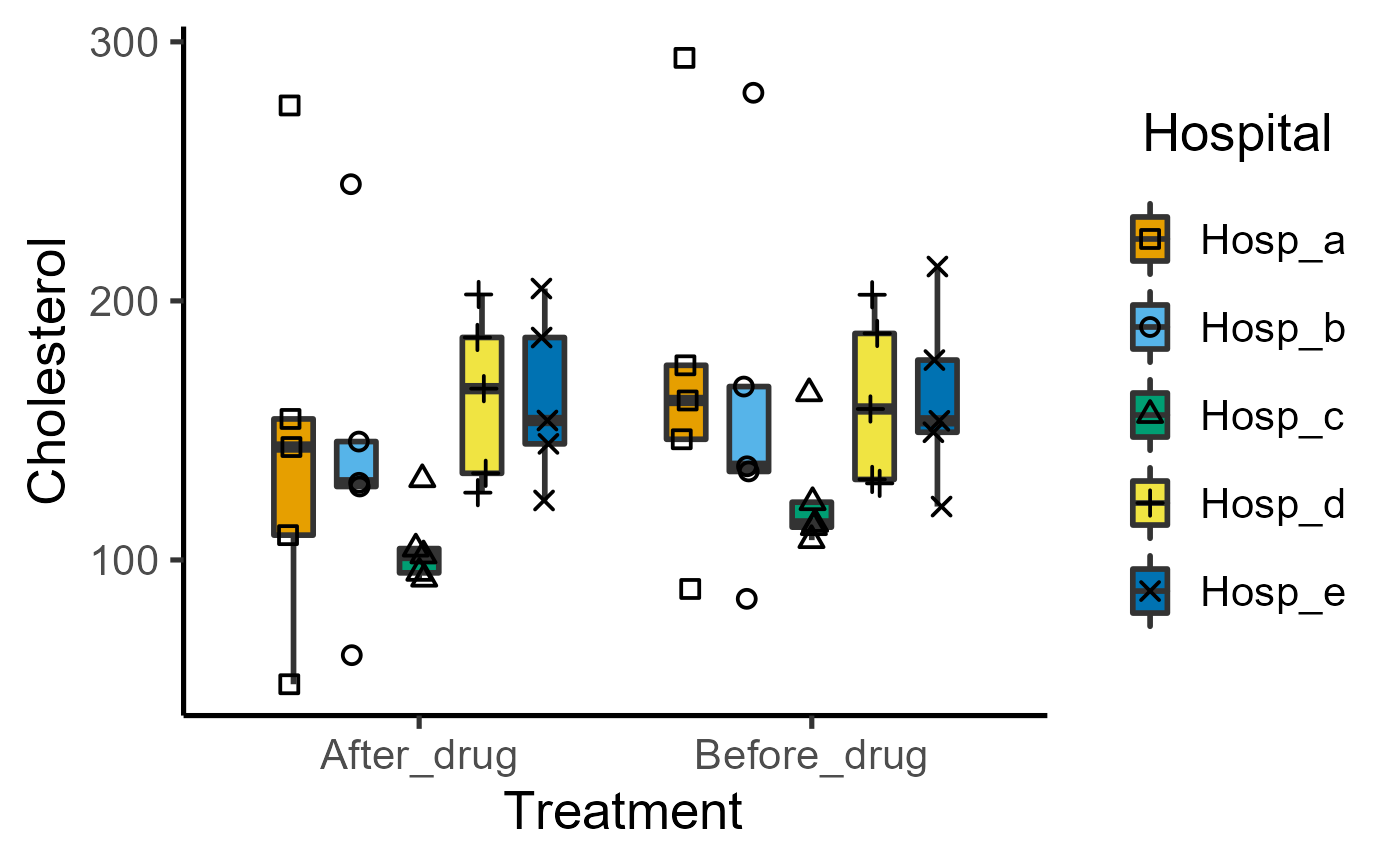 300
200
100
Cholesterol
After_drug
Before_drug
Treatment
Hospital
Hosp_a
Hosp_b
Hosp_c
Hosp_d
Hosp_e